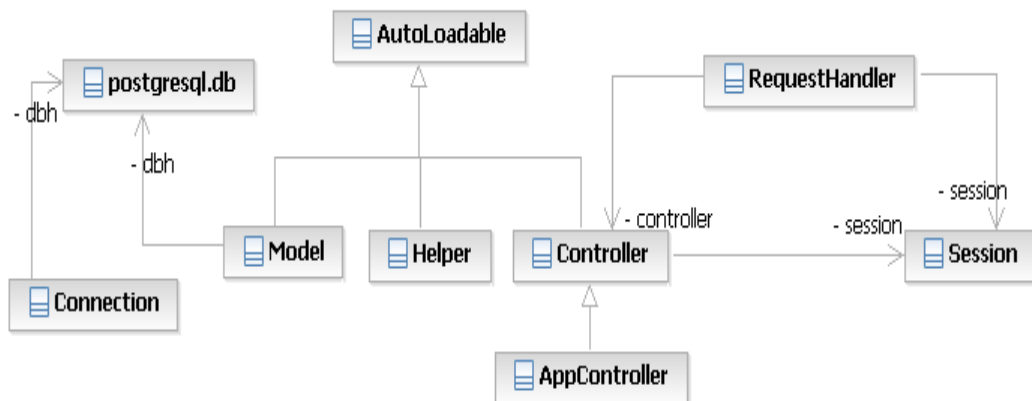 AutoLoadable
postgresql.db
RequestHandler
- dbh
- dbh
- session
- controller
- session
Model
Helper
Controller
Session
Connection
AppController